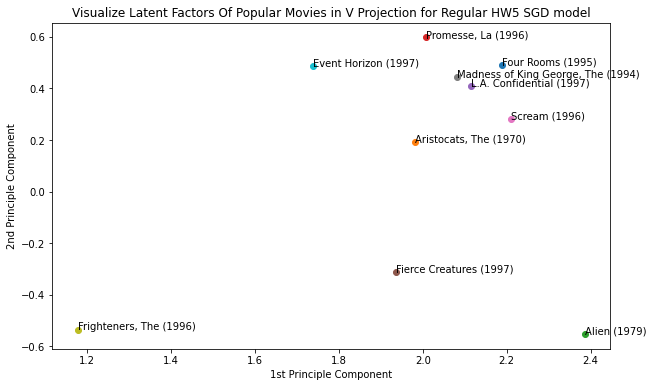 Visualize Latent Factors Of Popular Movies in V Projection for Regular HW5 SGD model
0.6
Promesse, La (1996)
Event Horizon (1997)
Four Rooms (1995)
Madness of King George, The (1994)
L.A. Confidential (1997)
0.4
Scream (1996)
0.2
Aristocats, The (1970)
2nd Principle Component
0.0
−0.2
Fierce Creatures (1997)
−0.4
Frighteners, The (1996)
Alien (1979)
−0.6
1.2 1.4 1.6 1.8 2.0 2.2 2.4
1st Principle Component